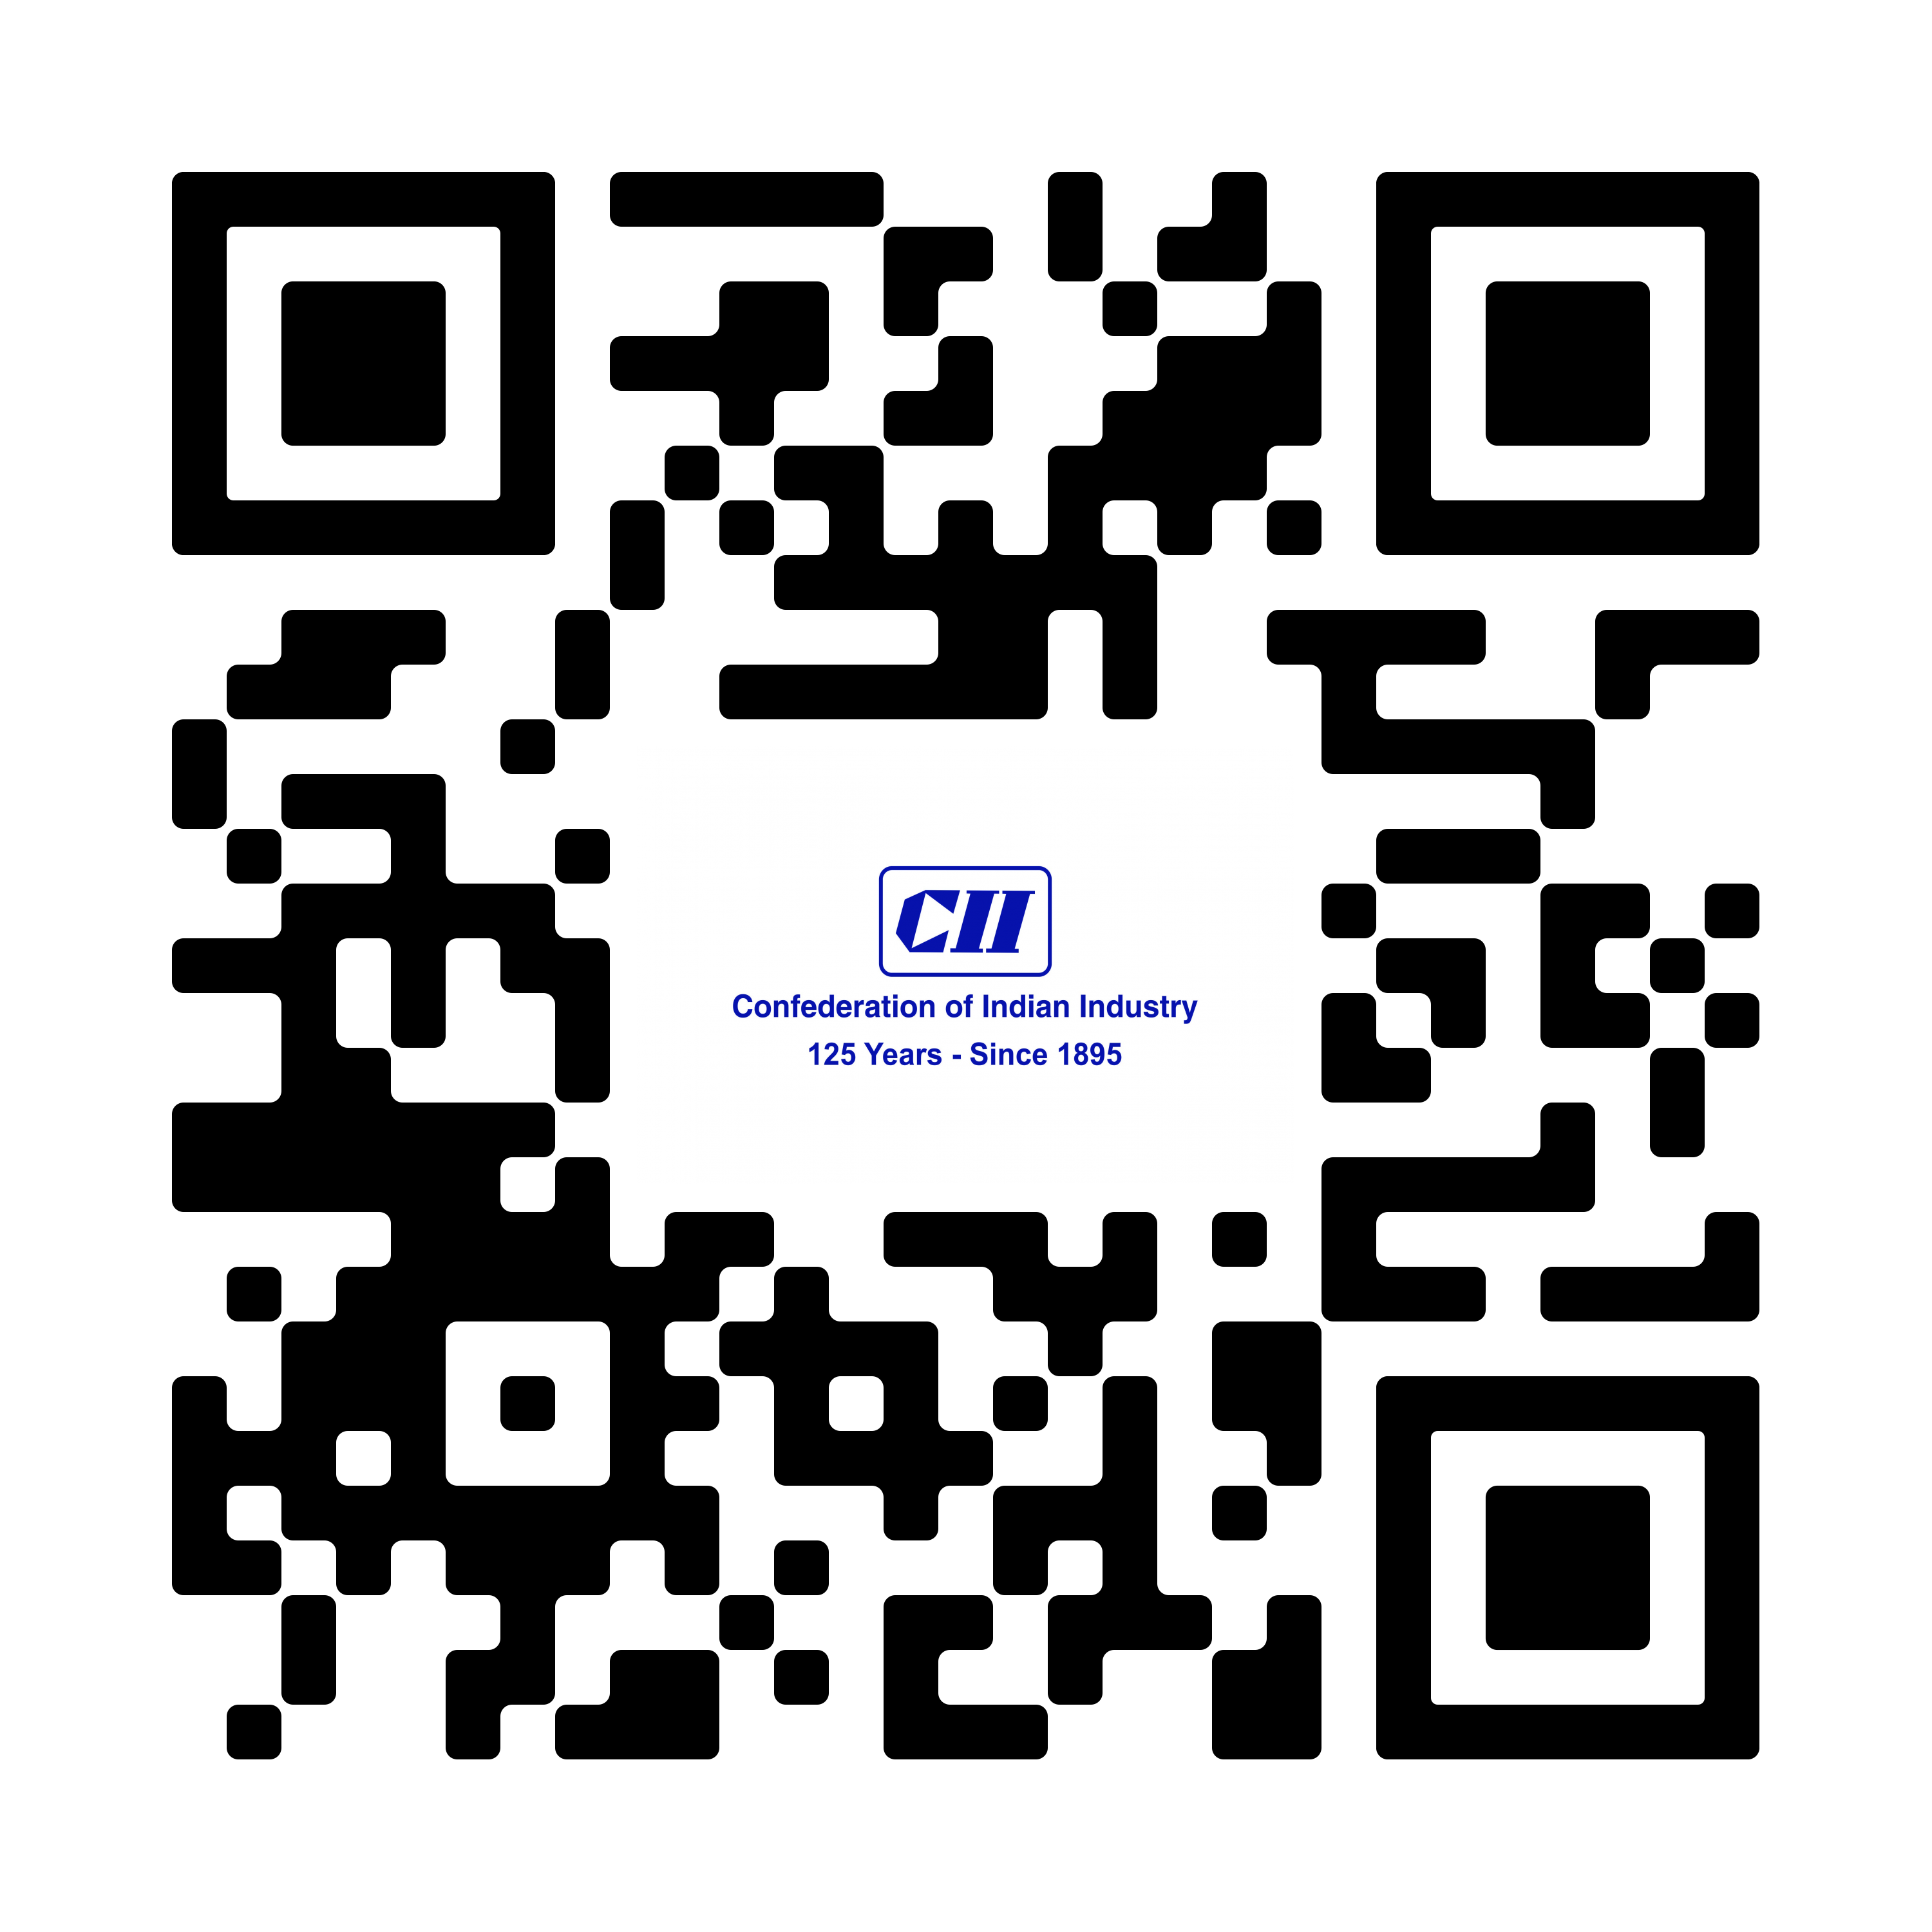 CII
Confederation of Indian Industry
125 Years - Since 1895